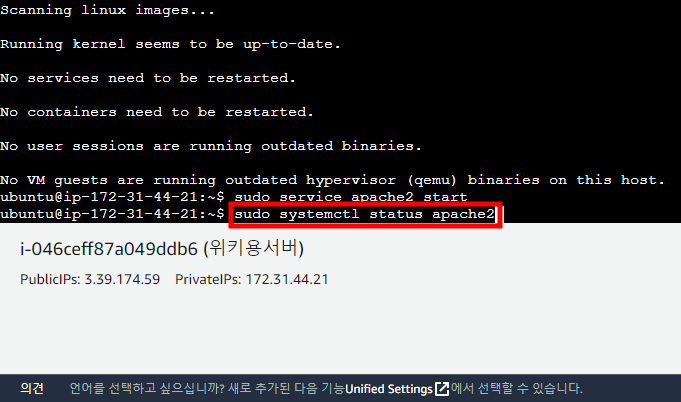 Scanning linux images...
Running kernel seems to be up-to-date.
No services need to be restarted.
No containers need to be restarted.
No user sessions are running outdated binaries.
No VM guests are running outdated hypervisor (qemu) binaries on this host.
ubuntu@ip-172-31-44-21:~$ sudo service apache2 start
ubuntu@ip-172-31-44-21:~$ sudo systemctl status apache2
i-046ceff87a049ddb6 (위키용서버)
PublicIPs: 3.39.174.59 PrivateIPs: 172.31.44.21
의견 언어를 선택하고 싶으십니까? 새로 추가된 다음 기능Unified Settings에서 선택할 수 있습니다.